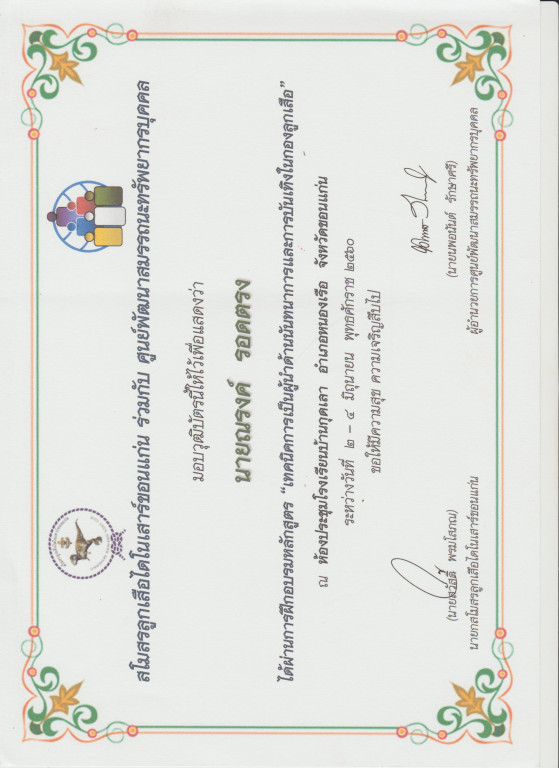 สโมสรลูกเสือไดโนเสาร์ขอนแก่น ร่วมกับ ศูนย์พัฒนาสมรรถนะทรัพยากรบุคคล
มอบวุฒิบัตรนี้ให้ไว้เพื่อแสดงว่า
นายณรงค์ รอดตรง
ได้ผ่านการฝึกอบรมหลักสูตร “เทคนิคการเป็นผู้นำด้านนันทนาการและการบันเทิงในกองลูกเสือ”
ณ ห้องประชุมโรงเรียนบ้านกุดเลา อำเภอหนองเรือ จังหวัดขอนแก่น
ระหว่างวันที่ ๒ – ๔ มิถุนายน พุทธศักราช ๒๕๖๐
ขอให้มีความสุข ความเจริญสืบไป
(นายสวัสดิ์ พรมโสภณ)
นายกสโมสรลูกเสือไดโนเสาร์ขอนแก่น
(นายนพอนันต์ รักษาศรี)
ผู้อำนวยการศูนย์พัฒนาสมรรถนะทรัพยากรบุคคล